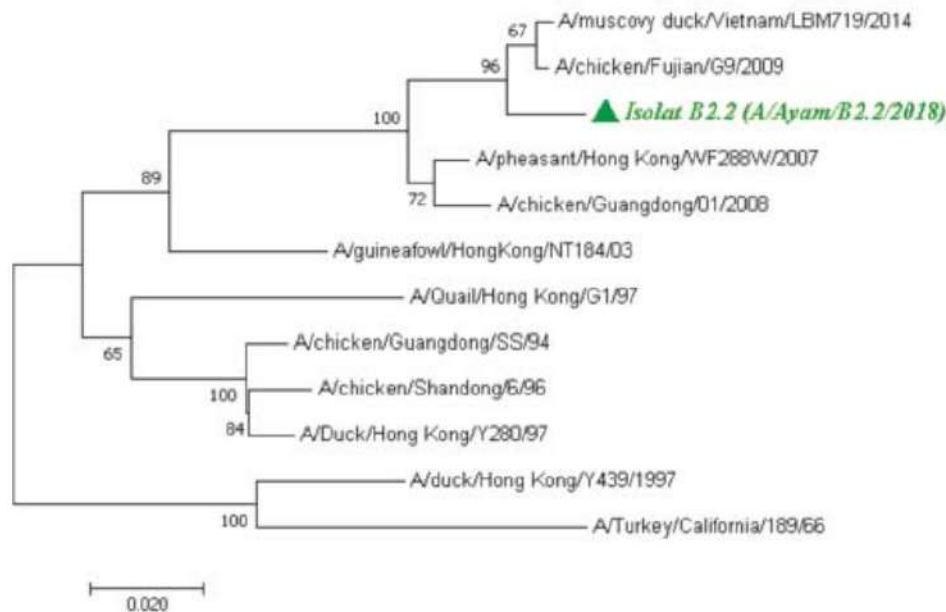 67
A/muscovy duck/Vietnam/LBM719/2014
A/chicken/Fujian/G9/2009
96
Isolat B2.2 (A/Ayam/B2.2/2018)
100
A/pheasant/Hong Kong/WF288W/2007
72
A/chicken/Guangdong/01/2008
89
A/guineafowl/HongKong/NT184/03
A/Quail/Hong Kong/G1/97
65
A/chicken/Guangdong/SS/94
100
A/chicken/Shandong/6/96
84
A/Duck/Hong Kong/Y280/97
A/duck/Hong Kong/Y439/1997
100
A/Turkey/California/189/66
0.020